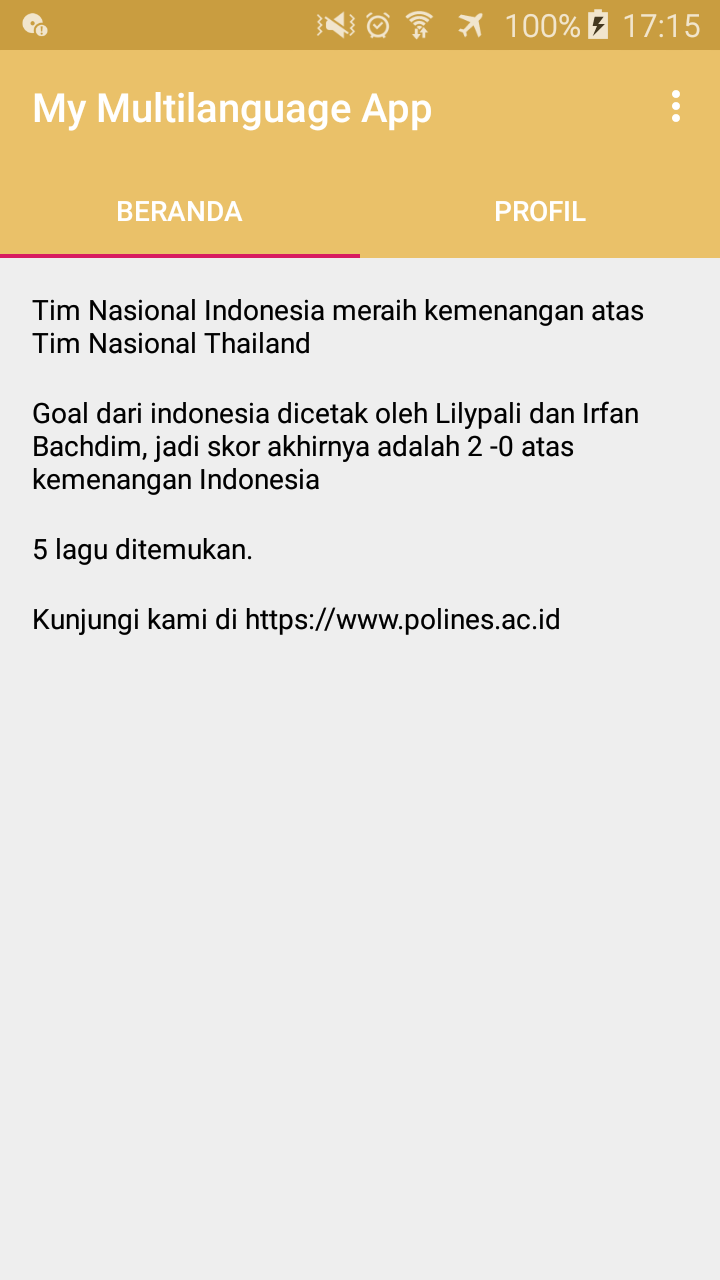 100% 17:15
My Multilanguage App
BERANDA PROFIL
Tim Nasional Indonesia meraih kemenangan atas
Tim Nasional Thailand
Goal dari indonesia dicetak oleh Lilypali dan Irfan
Bachdim, jadi skor akhirnya adalah 2 -0 atas
kemenangan Indonesia
5 lagu ditemukan.
Kunjungi kami di https://www.polines.ac.id